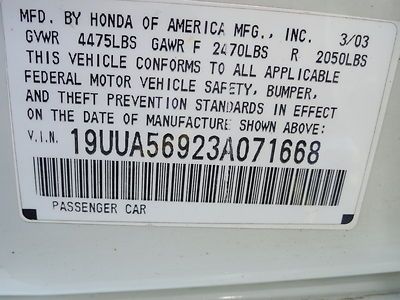 MFD. BY HONDA OF AMERICA MFG., INC. 3/03
GVWR 4475LBS GAWR F 2470LBS R 2050LBS
THIS VEHICLE CONFORMS TO ALL APPLICABLE
FEDERAL MOTOR VEHICLE SAFETY, BUMPER,
AND THEFT PREVENTION STANDARDS IN EFFECT
ON THE DATE OF MANUFACTURE SHOWN ABOVE:
V.I.N. 19UUA56923A071668
PASSENGER CAR